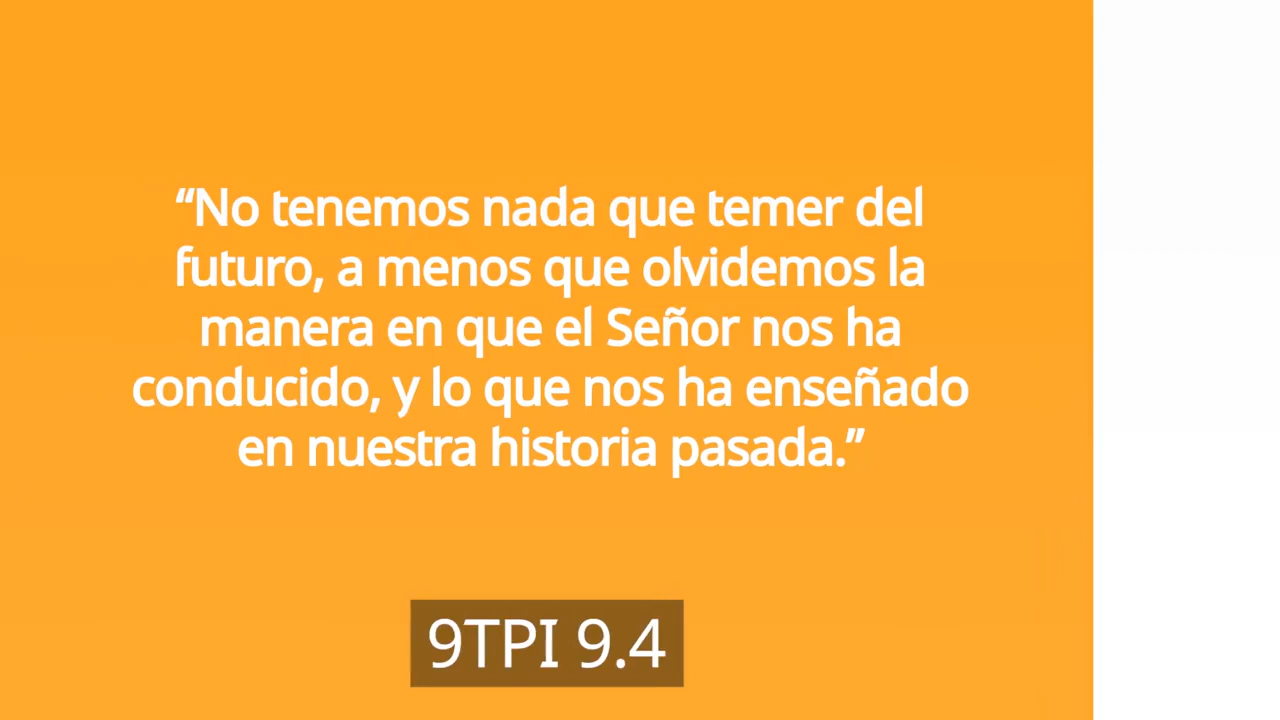 “No tenemos nada que temer del
futuro, a menos que olvidemos la
manera en que el Señor nos ha
conducido, y lo que nos ha enseñado
en nuestra historia pasada.”
9TPI 9.4